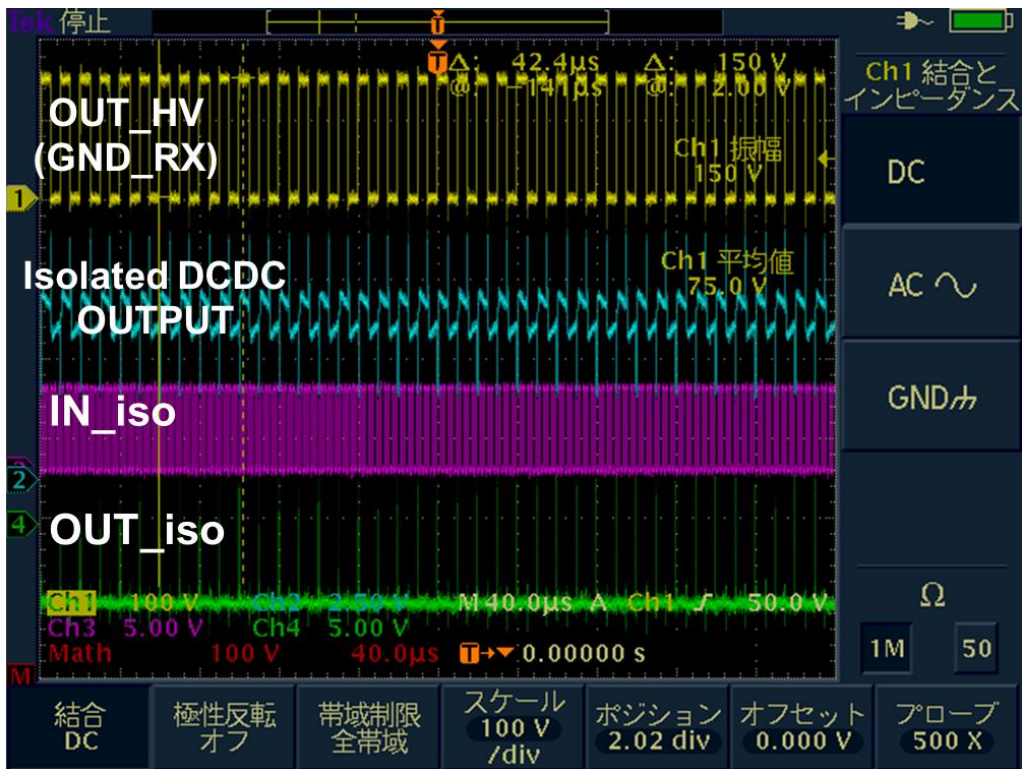 Tek 停止
Δ: 42.4μs Δ: 150 V
@: −141μs @: 2.00 V
OUT_HV
(GND_RX)
Ch1 振幅
150 V
1
Isolated DCDC
OUTPUT
Ch1 平均値
75.0 V
IN_iso
2
4
OUT_iso
Ch1 100 V Ch2 2.50 V M 40.0μs A Ch1 50.0 V
Ch3 5.00 V Ch4 5.00 V
Math 100 V 40.0μs T 0.00000 s
M
Ch1 結合と
インピーダンス
DC
AC
GND
Ω
1M 50
結合
DC
極性反転
オフ
帯域制限
全帯域
スケール
100 V
/div
ポジション
2.02 div
オフセット
0.000 V
プローブ
500 X